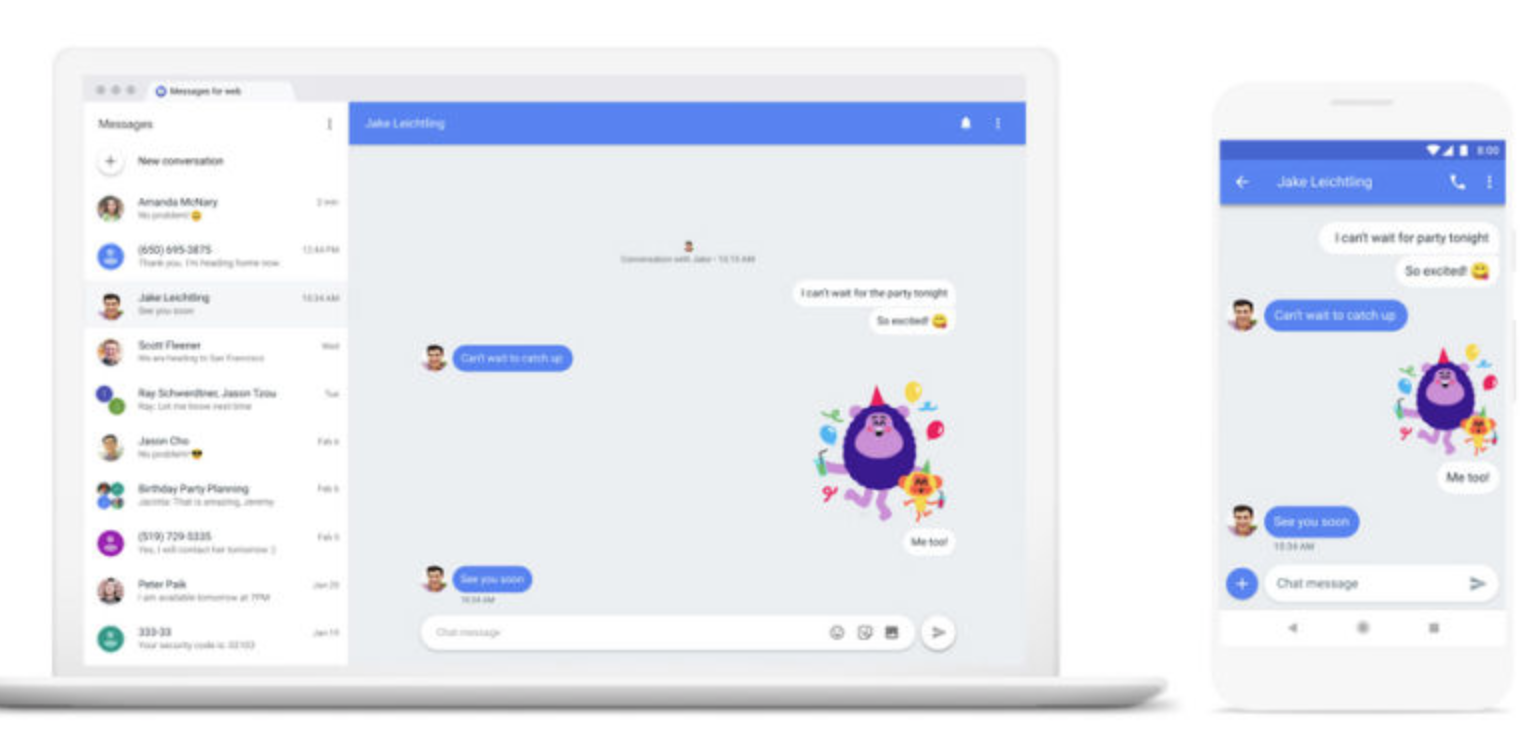 Messages for web
Messages
New conversation
Amanda McNary
2 min
No problem! 😀
(650) 695-3875
12:44 PM
Thank you. I'm heading home now.
Jake Leichtling
10:34 AM
See you soon
Scott Fleener
Wed
We are heading to San Francisco
Ray Schwerdtner, Jason Tzou
Tue
Ray: Let me know next time
Jason Cho
Feb 6
No problem! 😎
Birthday Party Planning
Feb 6
Jacinta: That is amazing, Jeremy
(519) 729-5335
Feb 5
Yes, I will contact her tomorrow :)
Peter Paik
Jan 20
I am available tomorrow at 7PM
333-33
Jan 19
Your security code is: 33103
Jake Leichtling
Conversation with Jake • 10:15 AM
I can't wait for the party tonight
So excited! 😋
Can't wait to catch up
Me too!
See you soon
10:34 AM
Chat message
8:00
Jake Leichtling
I can't wait for party tonight
So excited! 😋
Can't wait to catch up
Me too!
See you soon
10:34 AM
Chat message